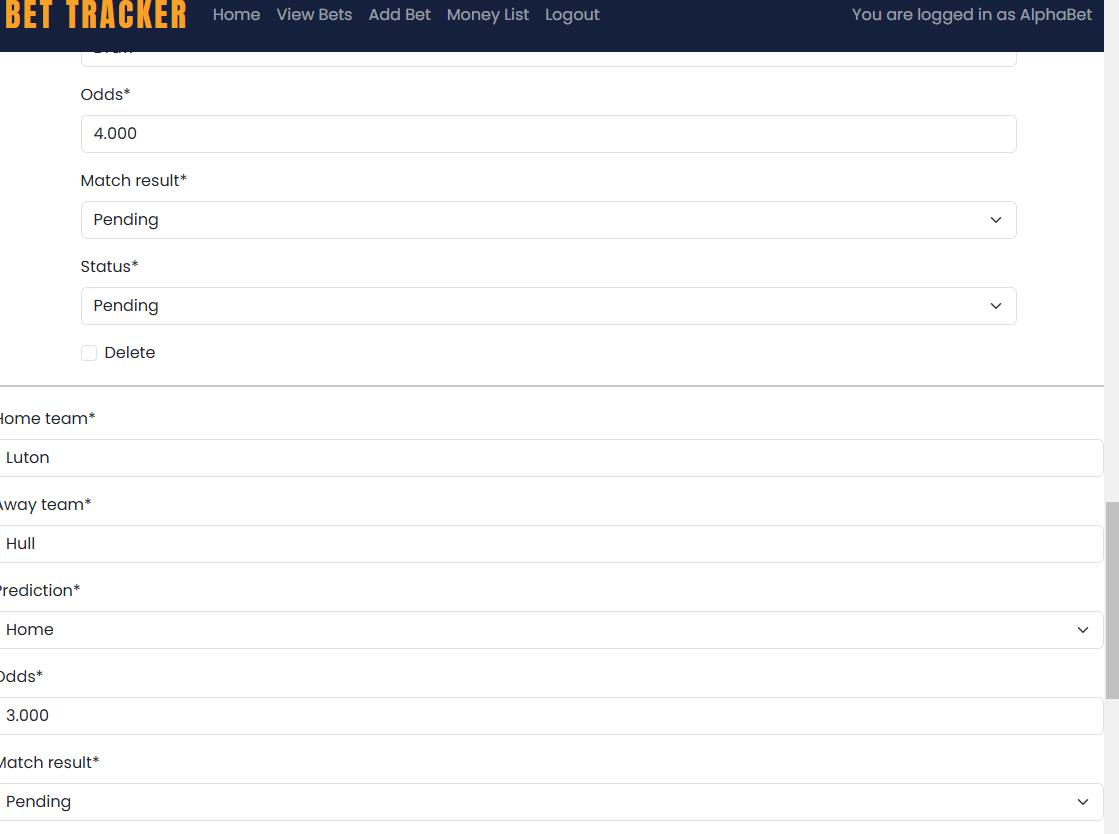 BET TRACKER Home View Bets Add Bet Money List Logout You are logged in as AlphaBet
Odds*
4.000
Match result*
Pending
Status*
Pending
Delete
Home team*
Luton
Away team*
Hull
Prediction*
Home
Odds*
3.000
Match result*
Pending